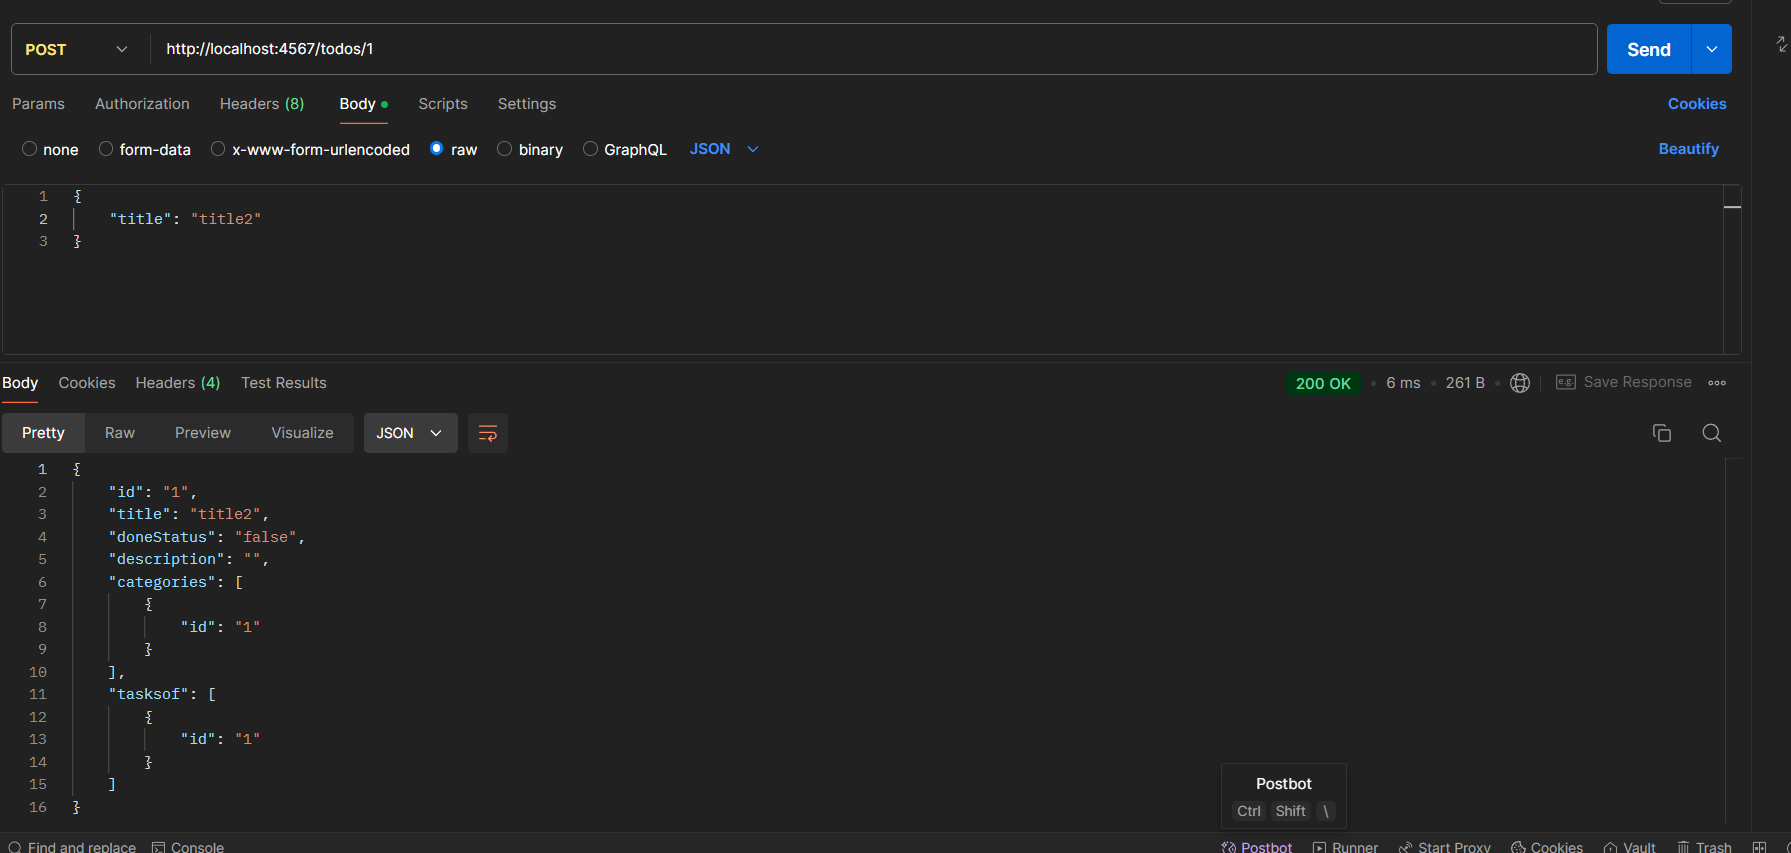 POST http://localhost:4567/todos/1 Send
Params Authorization Headers (8) Body Scripts Settings Cookies
none form-data x-www-form-urlencoded raw binary GraphQL JSON Beautify
1 {
2 "title": "title2"
3 }
Body Cookies Headers (4) Test Results 200 OK • 6 ms • 261 B • e.g. Save Response
Pretty Raw Preview Visualize JSON
1 {
2 "id": "1",
3 "title": "title2",
4 "doneStatus": "false",
5 "description": "",
6 "categories": [
7 {
8 "id": "1"
9 }
10 ],
11 "tasksof": [
12 {
13 "id": "1"
14 }
15 ]
16 }
Postbot
Ctrl Shift \
Find and replace Console Postbot Runner Start Proxy Cookies Vault Trash